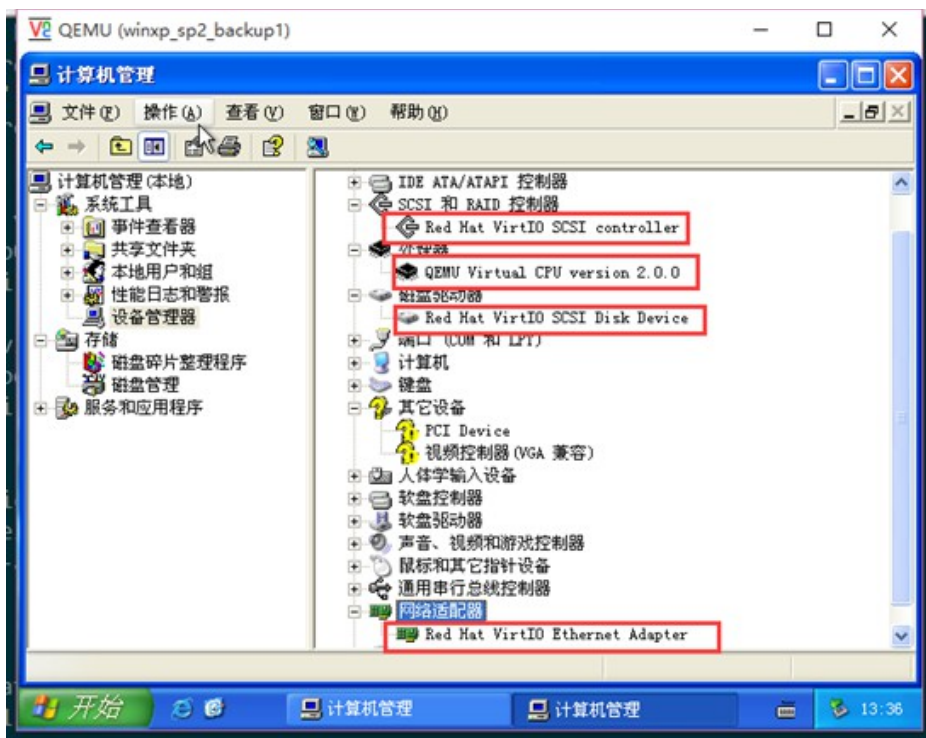 QEMU (winxp_sp2_backup1)
计算机管理
文件(F) 操作(A) 查看(V) 窗口(W) 帮助(H)
计算机管理(本地)
系统工具
事件查看器
共享文件夹
本地用户和组
性能日志和警报
设备管理器
存储
磁盘碎片整理程序
磁盘管理
服务和应用程序
IDE ATA/ATAPI 控制器
SCSI 和 RAID 控制器
Red Hat VirtIO SCSI controller
处理器
QEMU Virtual CPU version 2.0.0
磁盘驱动器
Red Hat VirtIO SCSI Disk Device
端口 (COM 和 LPT)
计算机
键盘
其它设备
PCI Device
视频控制器(VGA 兼容)
人体学输入设备
软盘控制器
软盘驱动器
声音、视频和游戏控制器
鼠标和其它指针设备
通用串行总线控制器
网络适配器
Red Hat VirtIO Ethernet Adapter
开始 计算机管理 计算机管理 13:36